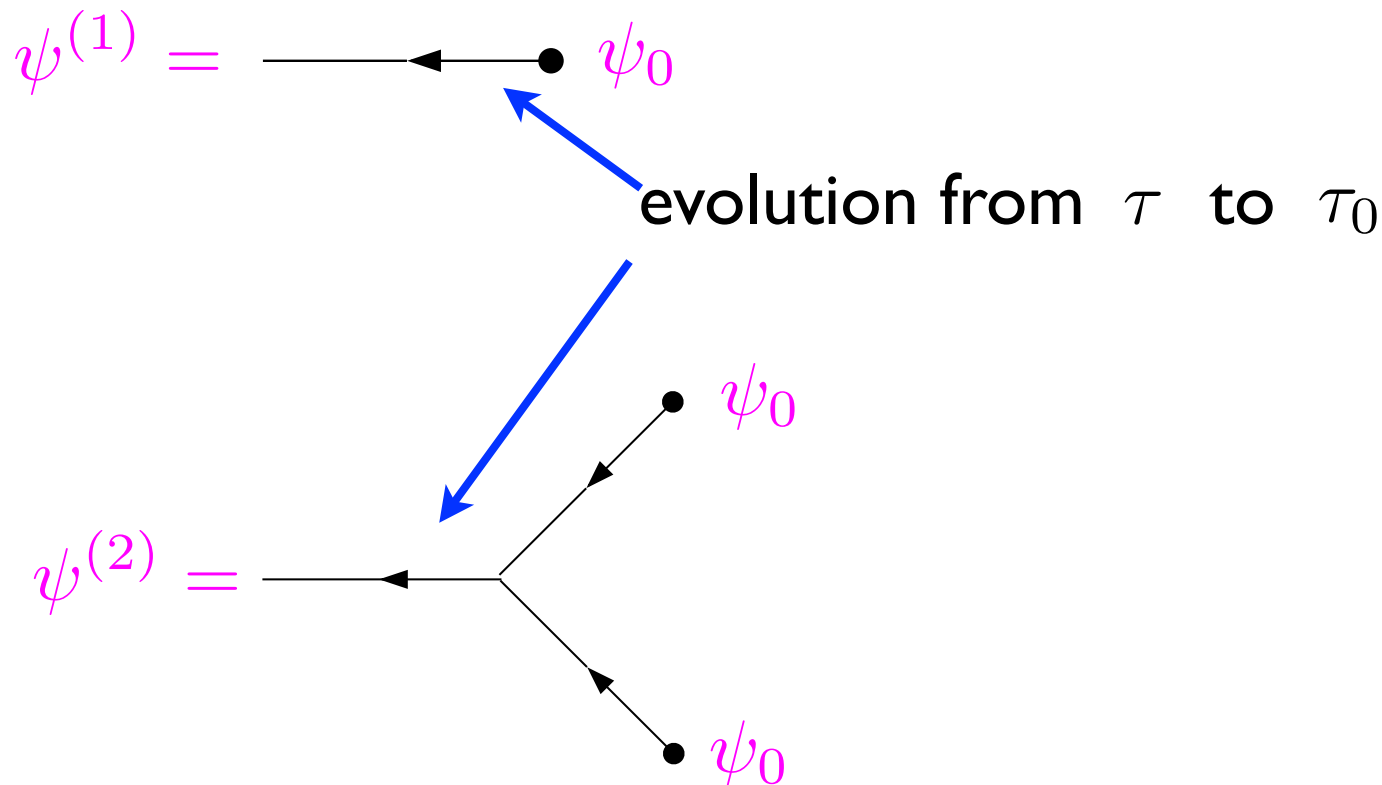 ψ^(1) = ψ_0
evolution from τ to τ_0
ψ_0
ψ^(2) =
ψ_0